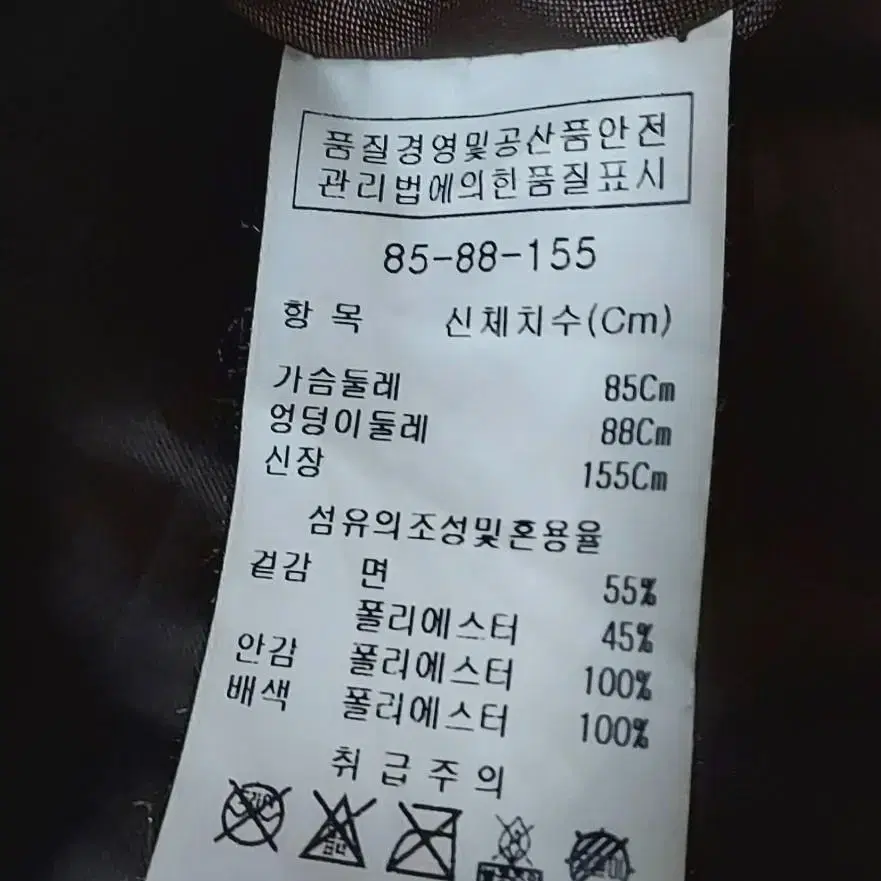 품질경영및공산품안전
관리법에의한품질표시
85-88-155
항 목 신체치수(Cm)
가슴둘레 85Cm
엉덩이둘레 88Cm
신장 155Cm
섬유의조성및혼용율
겉감 면 55%
폴리에스터 45%
안감 폴리에스터 100%
배색 폴리에스터 100%
취 급 주 의